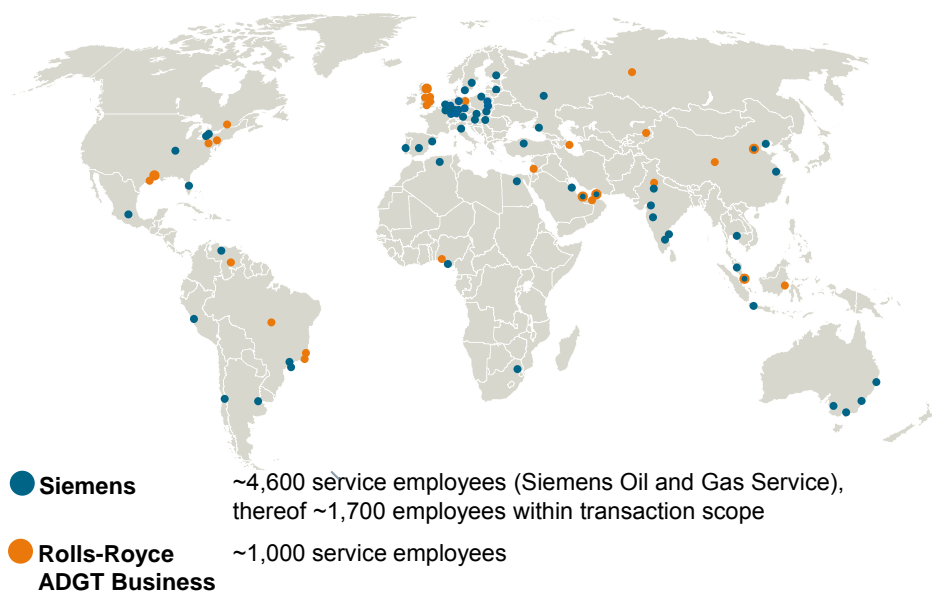 Siemens
~4,600 service employees (Siemens Oil and Gas Service),
thereof ~1,700 employees within transaction scope
Rolls-Royce
ADGT Business
~1,000 service employees